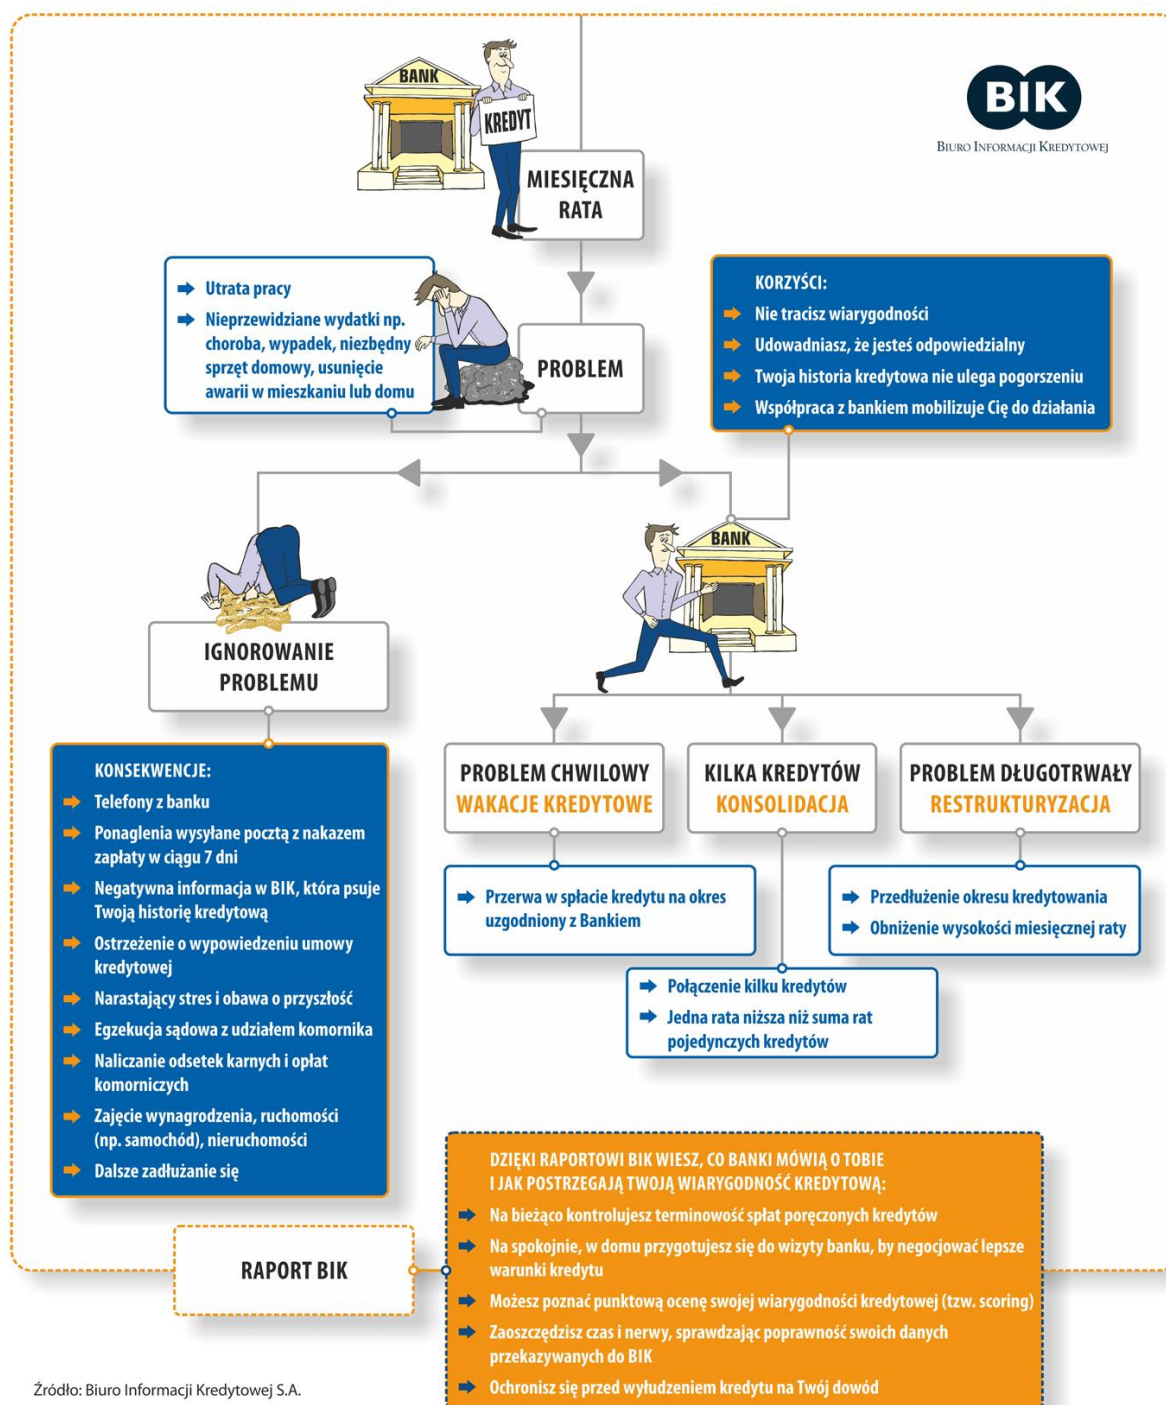 BANK
KREDYT
BIK
BIURO INFORMACJI KREDYTOWEJ
MIESIĘCZNA
RATA
Utrata pracy
Nieprzewidziane wydatki np.
choroba, wypadek, niezbędny
sprzęt domowy, usunięcie
awarii w mieszkaniu lub domu
PROBLEM
KORZYŚCI:
Nie tracisz wiarygodności
Udowadniasz, że jesteś odpowiedzialny
Twoja historia kredytowa nie ulega pogorszeniu
Współpraca z bankiem mobilizuje Cię do działania
BANK
IGNOROWANIE
PROBLEMU
KONSEKWENCJE:
Telefony z banku
Ponaglenia wysyłane pocztą z nakazem
zapłaty w ciągu 7 dni
Negatywna informacja w BIK, która psuje
Twoją historię kredytową
Ostrzeżenie o wypowiedzeniu umowy
kredytowej
Narastający stres i obawa o przyszłość
Egzekucja sądowa z udziałem komornika
Naliczanie odsetek karnych i opłat
komorniczych
Zajęcie wynagrodzenia, ruchomości
(np. samochód), nieruchomości
Dalsze zadłużanie się
PROBLEM CHWILOWY
WAKACJE KREDYTOWE
KILKA KREDYTÓW
KONSOLIDACJA
PROBLEM DŁUGOTRWAŁY
RESTRUKTURYZACJA
Przerwa w spłacie kredytu na okres
uzgodniony z Bankiem
Przedłużenie okresu kredytowania
Obniżenie wysokości miesięcznej raty
Połączenie kilku kredytów
Jedna rata niższa niż suma rat
pojedynczych kredytów
RAPORT BIK
DZIĘKI RAPORTOWI BIK WIESZ, CO BANKI MÓWIĄ O TOBIE
I JAK POSTRZEGAJĄ TWOJĄ WIARYGODNOŚĆ KREDYTOWĄ:
Na bieżąco kontrolujesz terminowość spłat poręczonych kredytów
Na spokojnie, w domu przygotujesz się do wizyty banku, by negocjować lepsze
warunki kredytu
Możesz poznać punktową ocenę swojej wiarygodności kredytowej (tzw. scoring)
Zaoszczędzisz czas i nerwy, sprawdzając poprawność swoich danych
przekazywanych do BIK
Ochronisz się przed wyłudzeniem kredytu na Twój dowód
Źródło: Biuro Informacji Kredytowej S.A.